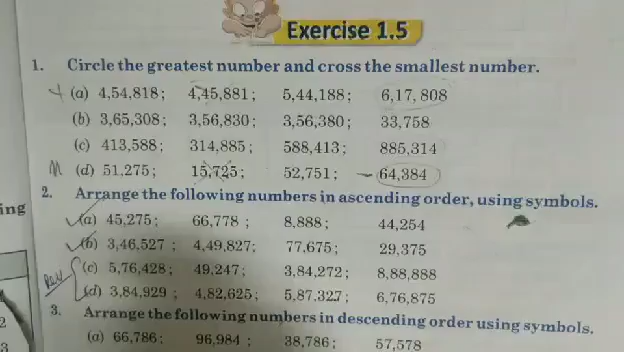 Exercise 1.5
1. Circle the greatest number and cross the smallest number.
(a) 4,54,818; 4,45,881; 5,44,188; 6,17,808
(b) 3,65,308; 3,56,830; 3,56,380; 33,758
(c) 413,588; 314,885; 588,413; 885,314
(d) 51,275; 15,725; 52,751; 64,384
2. Arrange the following numbers in ascending order, using symbols.
ing
(a) 45,275; 66,778 ; 8,888; 44,254
(b) 3,46,527 ; 4,49,827; 77,675; 29,375
(c) 5,76,428; 49,247; 3,84,272; 8,88,888
(d) 3,84,929 ; 4,82,625; 5,87,327; 6,76,875
3. Arrange the following numbers in descending order using symbols.
2
(a) 66,786; 96,984 ; 38,786; 57,578
3